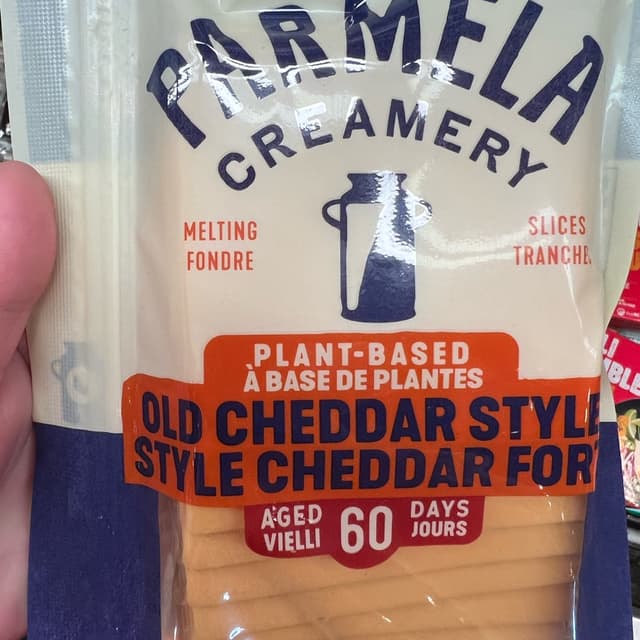 PARMELA
CREAMERY
MELTING
FONDRE
SLICES
TRANCHE
PLANT-BASED
À BASE DE PLANTES
OLD CHEDDAR STYLE
STYLE CHEDDAR FORT
AGED
VIELLI
60
DAYS
JOURS